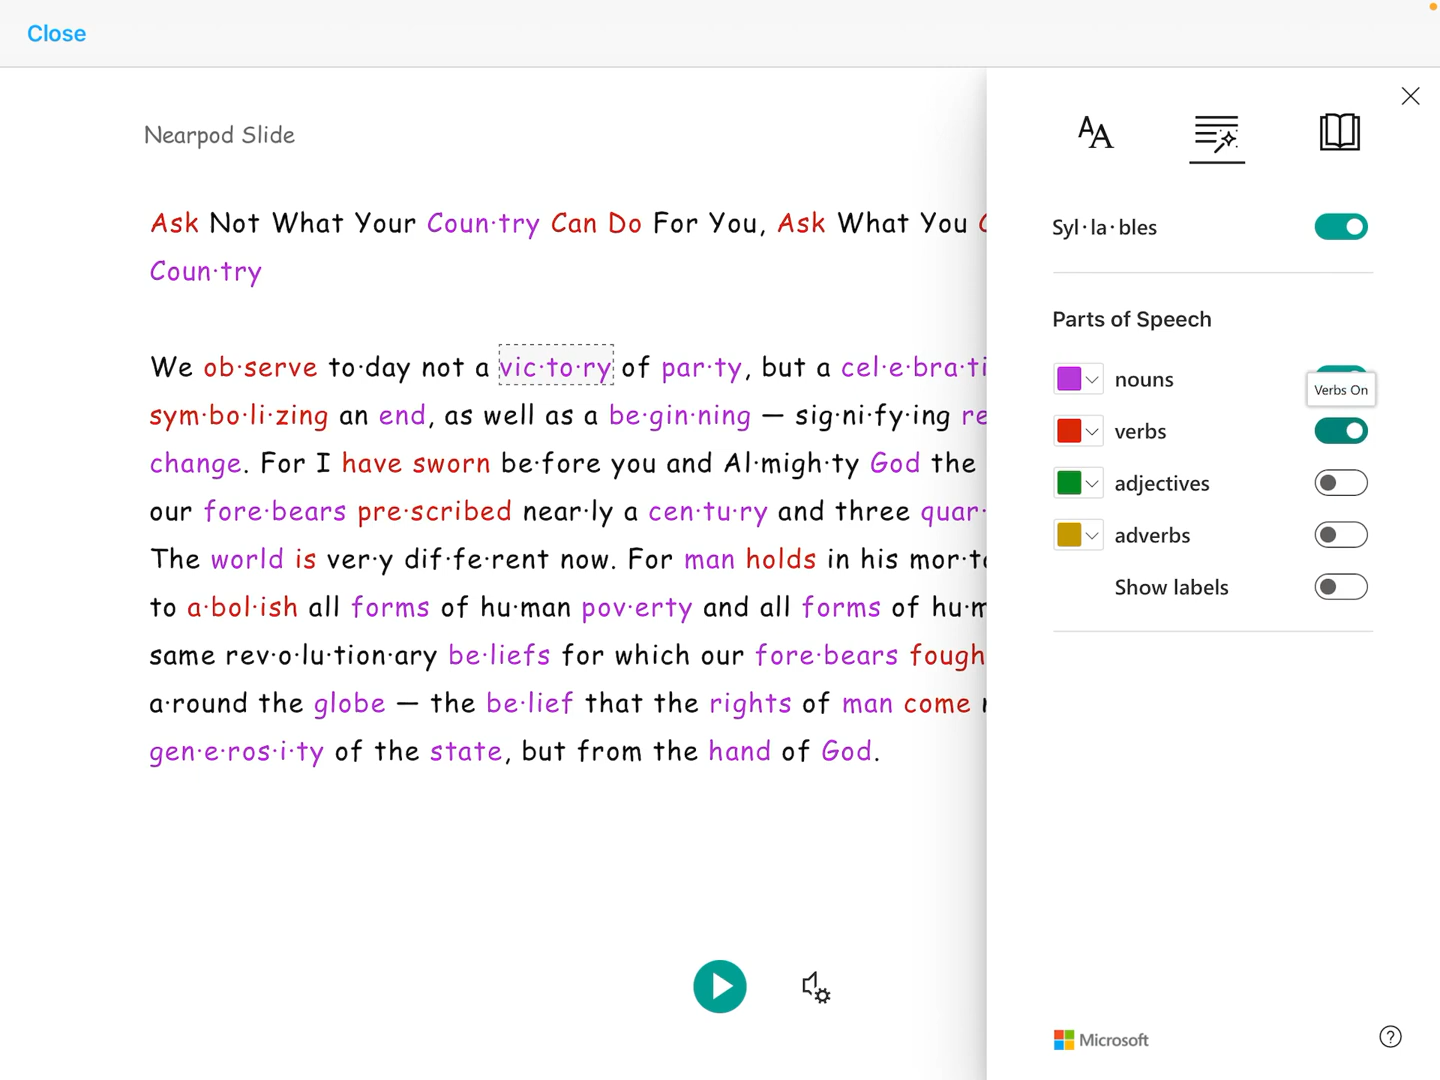 Close
Nearpod Slide
Ask Not What Your Coun·try Can Do For You, Ask What You
Coun·try
We ob·serve to·day not a vic·to·ry of par·ty, but a cel·e·bra·ti
sym·bo·li·zing an end, as well as a be·gin·ning — sig·ni·fy·ing re
change. For I have sworn be·fore you and Al·migh·ty God the
our fore·bears pre·scribed near·ly a cen·tu·ry and three quar·
The world is ver·y dif·fe·rent now. For man holds in his mor·t
to a·bol·ish all forms of hu·man pov·erty and all forms of hu·m
same rev·o·lu·tion·ary be·liefs for which our fore·bears fough
a·round the globe — the be·lief that the rights of man come
gen·e·ros·i·ty of the state, but from the hand of God.
AA
Syl·la·bles
Parts of Speech
nouns
Verbs On
verbs
adjectives
adverbs
Show labels
Microsoft
?